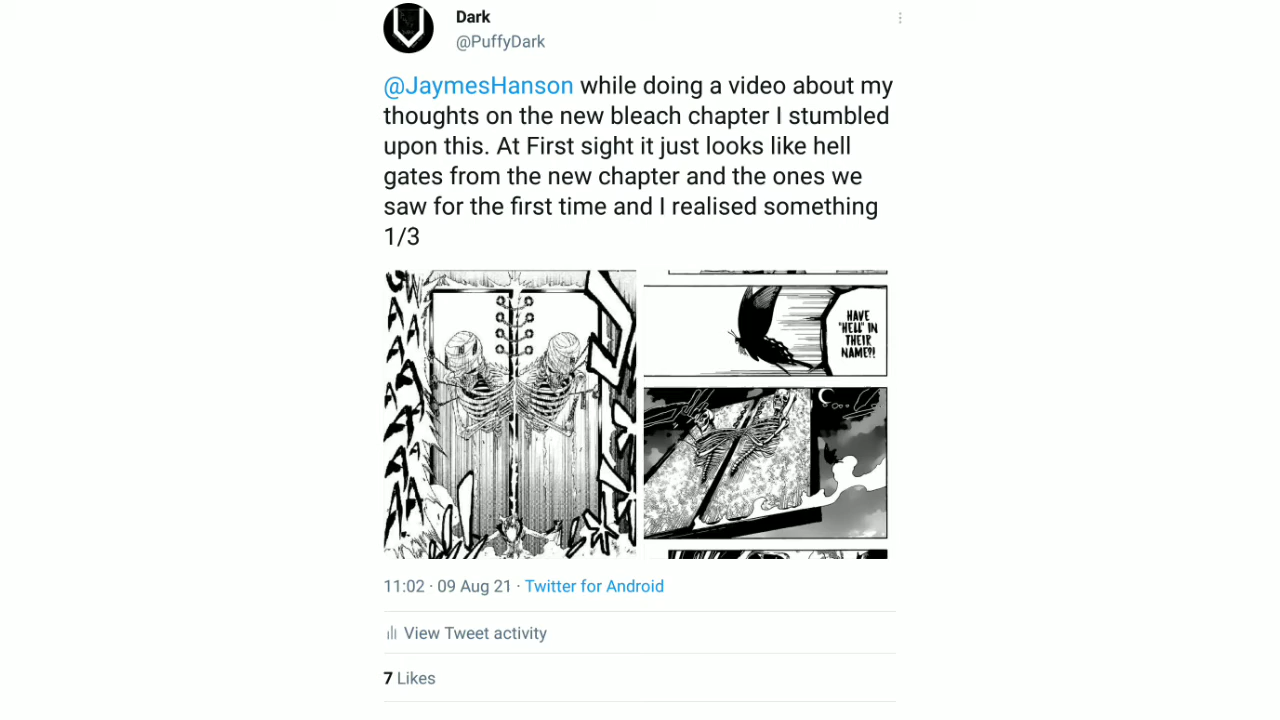 Dark
@PuffyDark
@JaymesHanson while doing a video about my
thoughts on the new bleach chapter I stumbled
upon this. At First sight it just looks like hell
gates from the new chapter and the ones we
saw for the first time and I realised something
1/3
HAVE
"HELL" IN
THEIR
NAME?!
11:02 · 09 Aug 21 · Twitter for Android
View Tweet activity
7 Likes